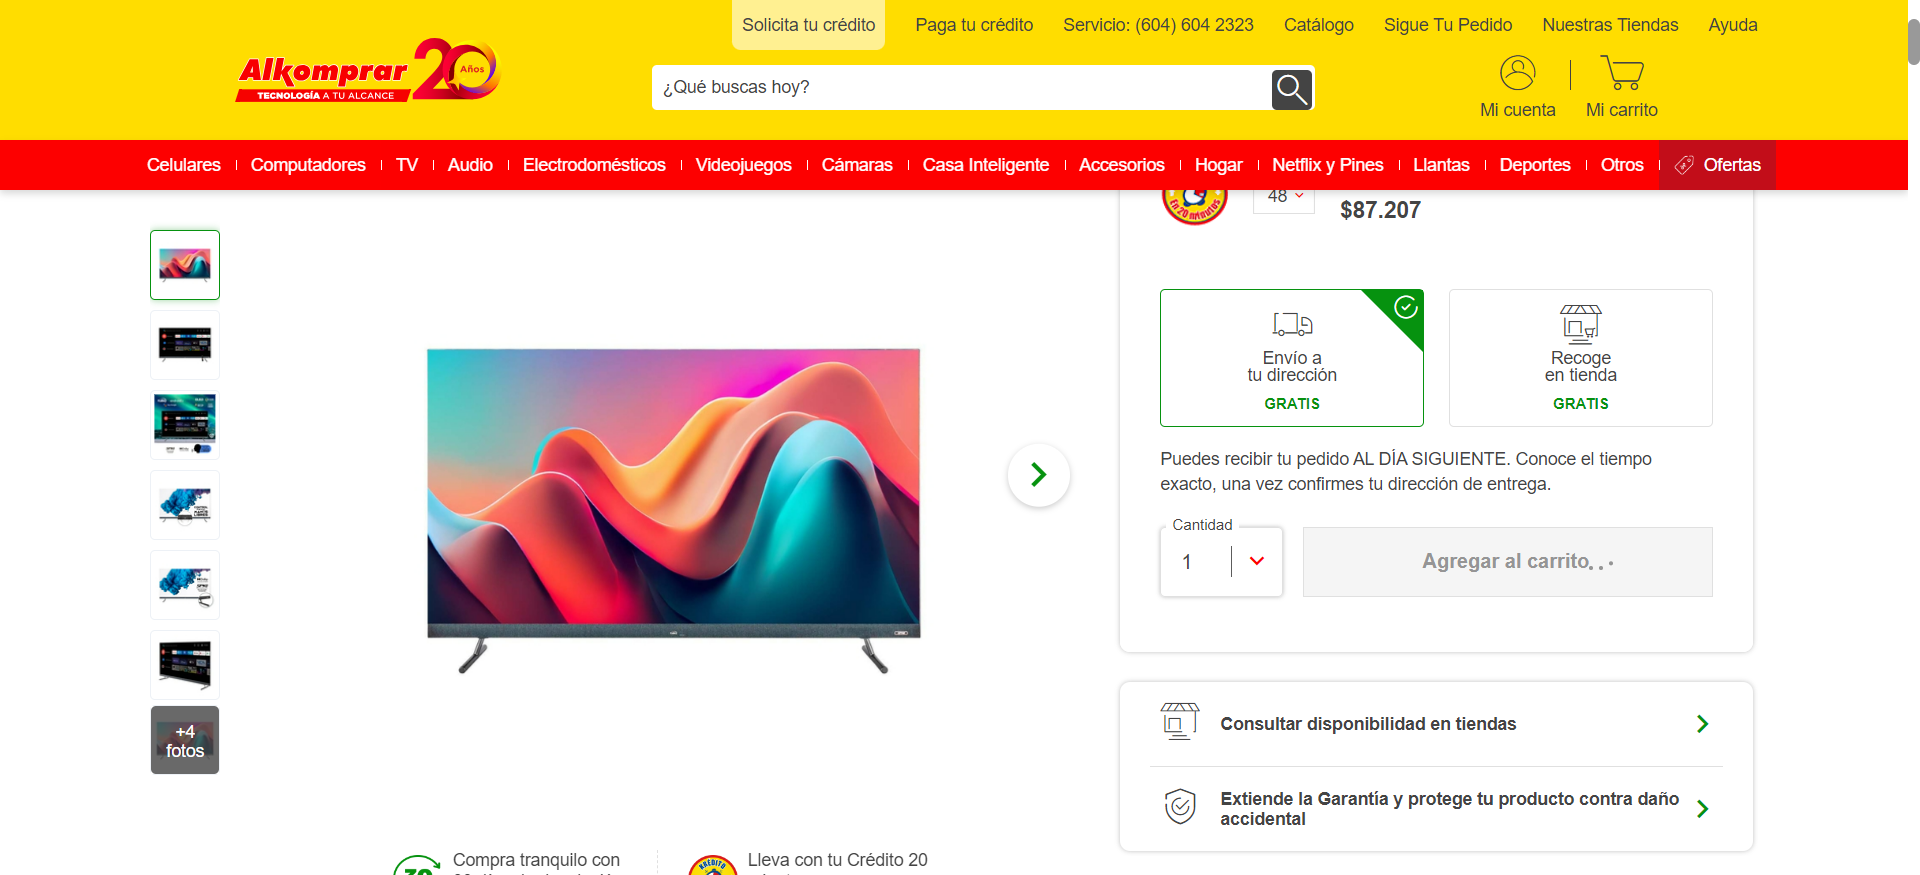 Solicita tu crédito
Paga tu crédito
Servicio: (604) 604 2323
Catálogo
Sigue Tu Pedido
Nuestras Tiendas
Ayuda
Alkomprar 20 Años
TECNOLOGÍA A TU ALCANCE
¿Qué buscas hoy?
Mi cuenta
Mi carrito
Celulares
Computadores
TV
Audio
Electrodomésticos
Videojuegos
Cámaras
Casa Inteligente
Accesorios
Hogar
Netflix y Pines
Llantas
Deportes
Otros
Ofertas
En 20 minutos
48
$87.207
Envío a
tu dirección
GRATIS
Recoge
en tienda
GRATIS
Puedes recibir tu pedido AL DÍA SIGUIENTE. Conoce el tiempo
exacto, una vez confirmes tu dirección de entrega.
Cantidad
1
Agregar al carrito...
+4
fotos
Consultar disponibilidad en tiendas
Extiende la Garantía y protege tu producto contra daño
accidental
Compra tranquilo con
Lleva con tu Crédito 20
KRÉDITO